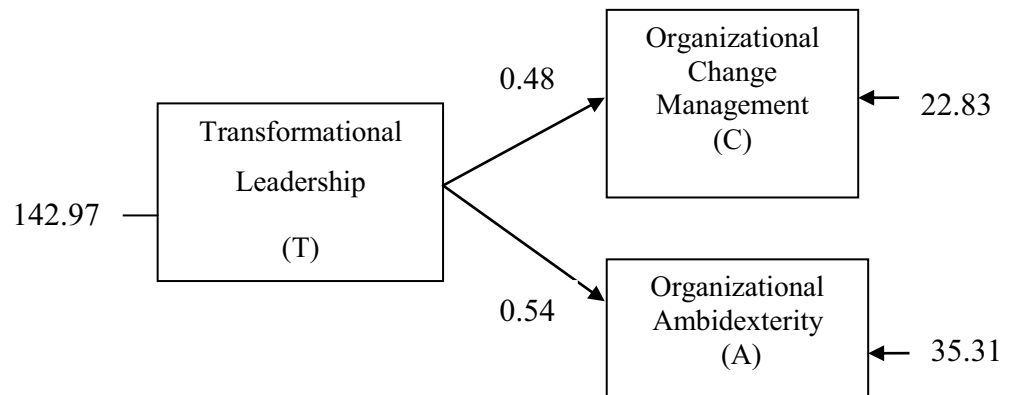 Organizational
Change
Management
(C)
0.48
22.83
Transformational
Leadership
(T)
142.97
Organizational
Ambidexterity
(A)
0.54
35.31